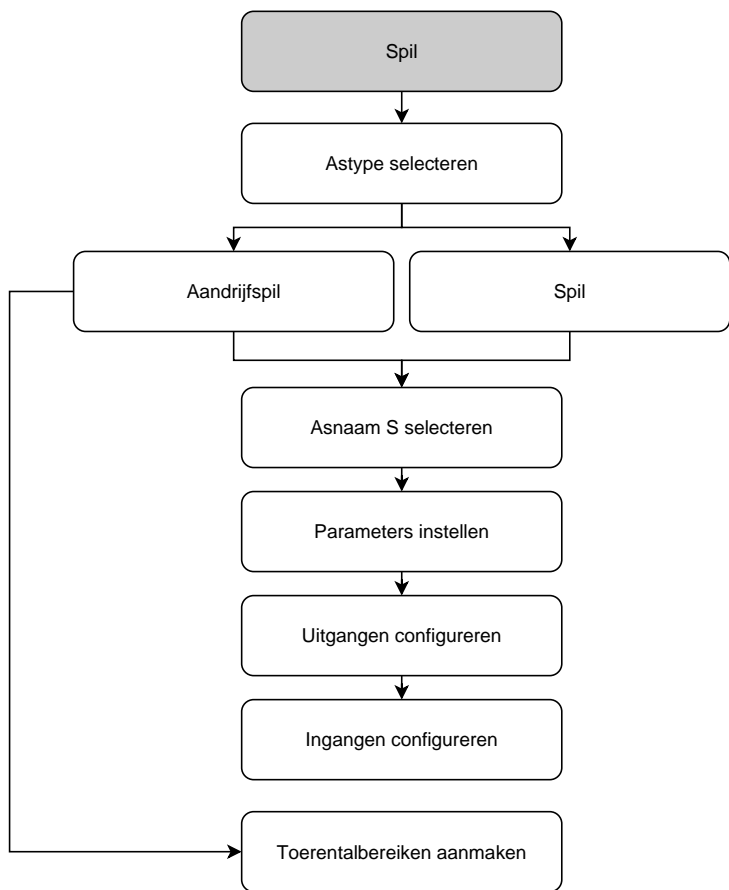 Spil
Astype selecteren
Aandrijfspil
Spil
Asnaam S selecteren
Parameters instellen
Uitgangen configureren
Ingangen configureren
Toerentalbereiken aanmaken